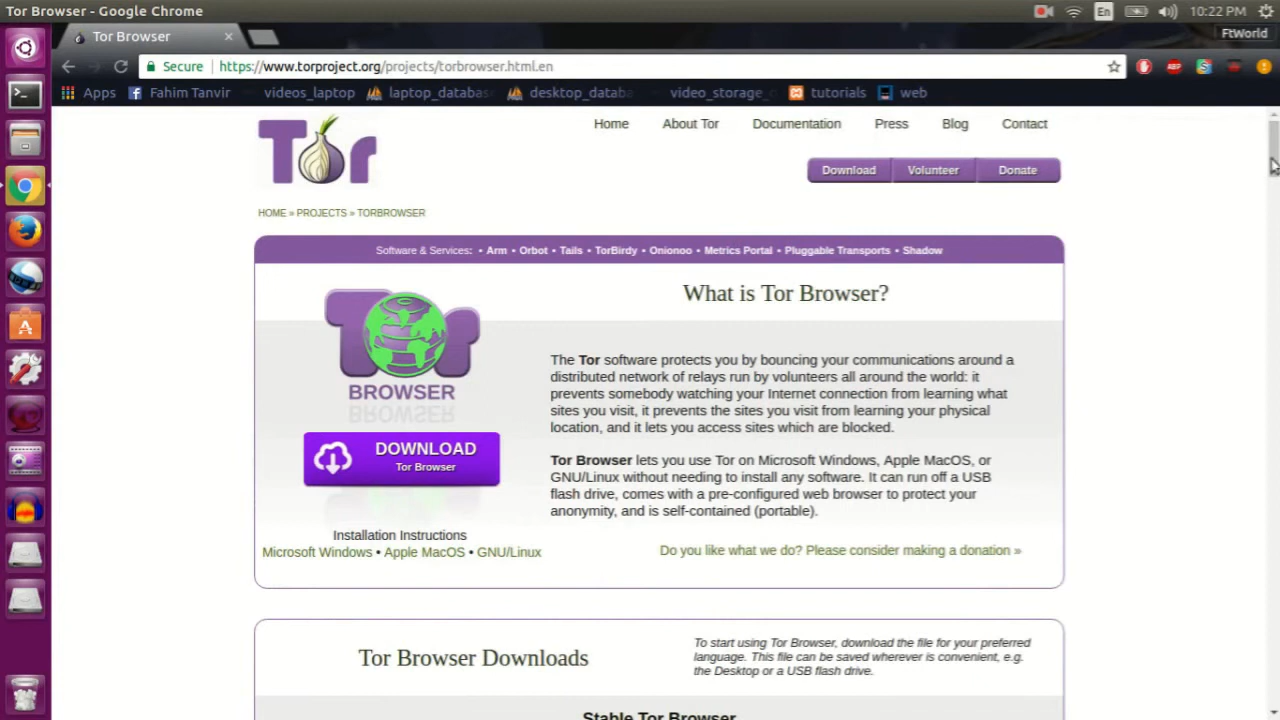 Tor Browser - Google Chrome
En
10:22 PM
Tor Browser
FtWorld
Secure
https://www.torproject.org/projects/torbrowser.html.en
ABP
Apps
Fahim Tanvir
videos_laptop
laptop_databas
desktop_databa
video_storage_
tutorials
web
Tor
Home
About Tor
Documentation
Press
Blog
Contact
Download
Volunteer
Donate
HOME » PROJECTS » TORBROWSER
Software & Services: • Arm • Orbot • Tails • TorBirdy • Onionoo • Metrics Portal • Pluggable Transports • Shadow
Tor
BROWSER
What is Tor Browser?
The Tor software protects you by bouncing your communications around a
distributed network of relays run by volunteers all around the world: it
prevents somebody watching your Internet connection from learning what
sites you visit, it prevents the sites you visit from learning your physical
location, and it lets you access sites which are blocked.
DOWNLOAD
Tor Browser
Tor Browser lets you use Tor on Microsoft Windows, Apple MacOS, or
GNU/Linux without needing to install any software. It can run off a USB
flash drive, comes with a pre-configured web browser to protect your
anonymity, and is self-contained (portable).
Installation Instructions
Microsoft Windows • Apple MacOS • GNU/Linux
Do you like what we do? Please consider making a donation »
Tor Browser Downloads
To start using Tor Browser, download the file for your preferred
language. This file can be saved wherever is convenient, e.g.
the Desktop or a USB flash drive.
Stable Tor Browser